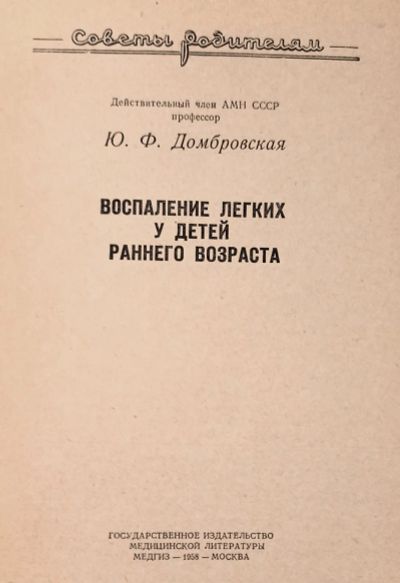 Советы родителям
Действительный член АМН СССР
профессор
Ю. Ф. Домбровская
ВОСПАЛЕНИЕ ЛЕГКИХ
У ДЕТЕЙ
РАННЕГО ВОЗРАСТА
ГОСУДАРСТВЕННОЕ ИЗДАТЕЛЬСТВО
МЕДИЦИНСКОЙ ЛИТЕРАТУРЫ
МЕДГИЗ — 1958 — МОСКВА